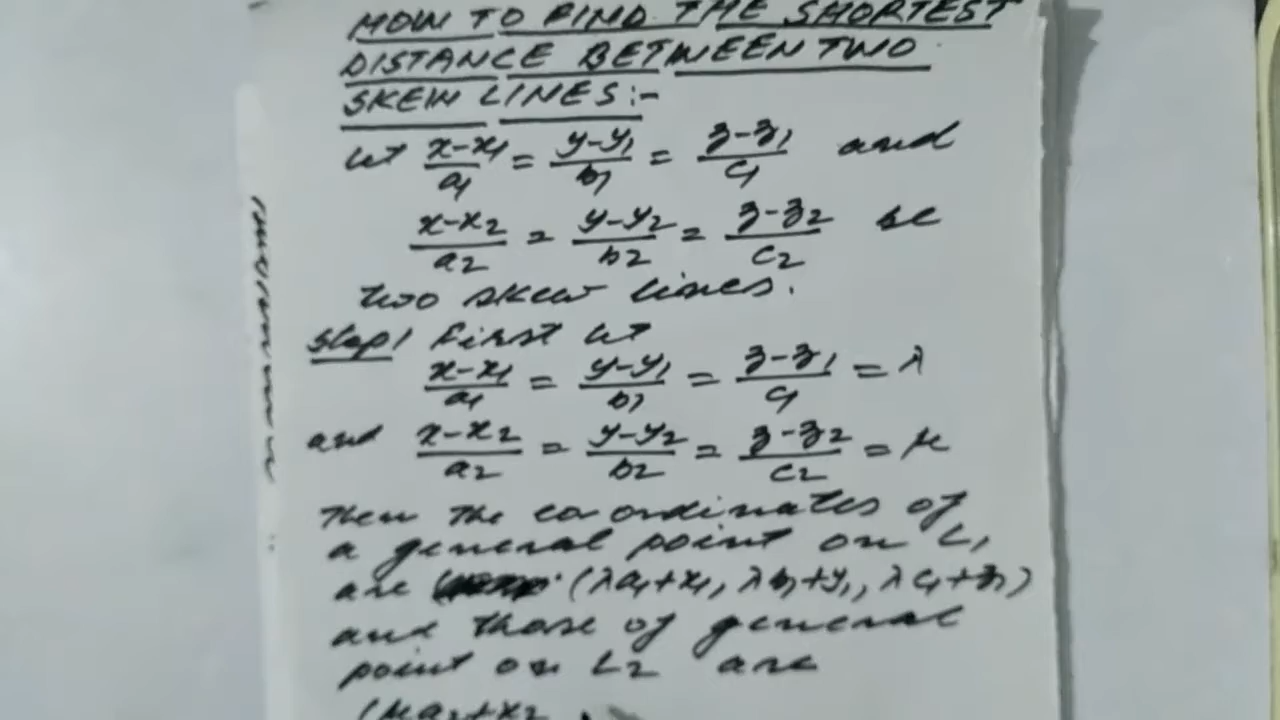 HOW TO FIND THE SHORTEST
DISTANCE BETWEEN TWO
SKEW LINES:-
let x-x1/a1 = y-y1/b1 = z-z1/c1 and
x-x2/a2 = y-y2/b2 = z-z2/c2 be
two skew lines.
Step1 First let
x-x1/a1 = y-y1/b1 = z-z1/c1 = λ
and x-x2/a2 = y-y2/b2 = z-z2/c2 = μ
Then the coordinates of
a general point on L1
are (λa1+x1, λb1+y1, λc1+z1)
and those of general
point on L2 are
(μa2+x2